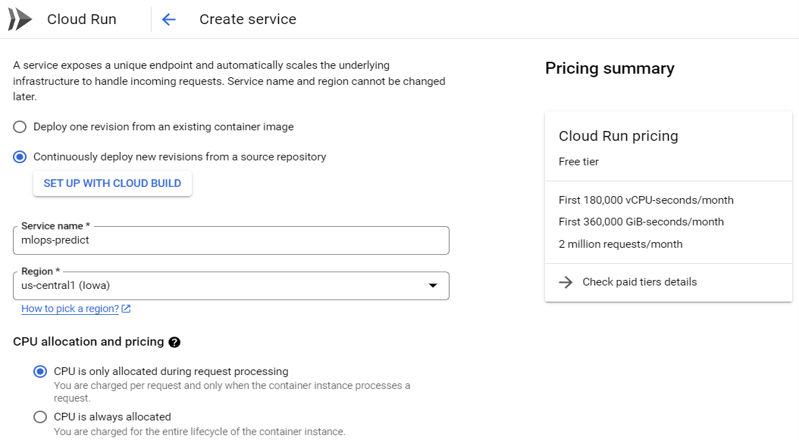 Cloud Run
Create service
A service exposes a unique endpoint and automatically scales the underlying
infrastructure to handle incoming requests. Service name and region cannot be changed
later.
Deploy one revision from an existing container image
Continuously deploy new revisions from a source repository
SET UP WITH CLOUD BUILD
Service name *
mlops-predict
Region *
us-central1 (Iowa)
How to pick a region?
CPU allocation and pricing ?
CPU is only allocated during request processing
You are charged per request and only when the container instance processes a
request.
CPU is always allocated
You are charged for the entire lifecycle of the container instance.
Pricing summary
Cloud Run pricing
Free tier
First 180,000 vCPU-seconds/month
First 360,000 GiB-seconds/month
2 million requests/month
Check paid tiers details